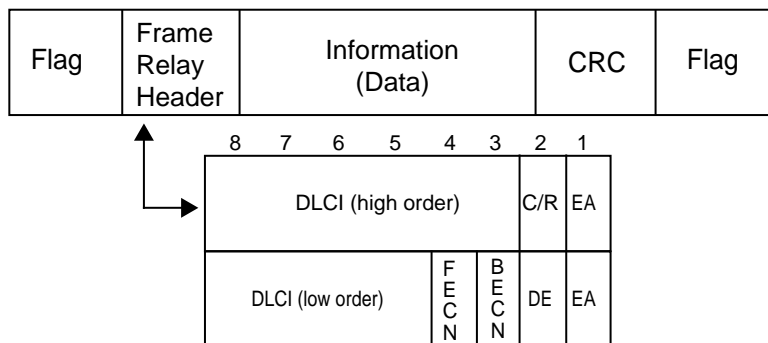 Flag
Frame
Relay
Header
Information
(Data)
CRC
Flag
8 7 6 5 4 3 2 1
DLCI (high order)
C/R
EA
DLCI (low order)
F
E
C
N
B
E
C
N
DE
EA